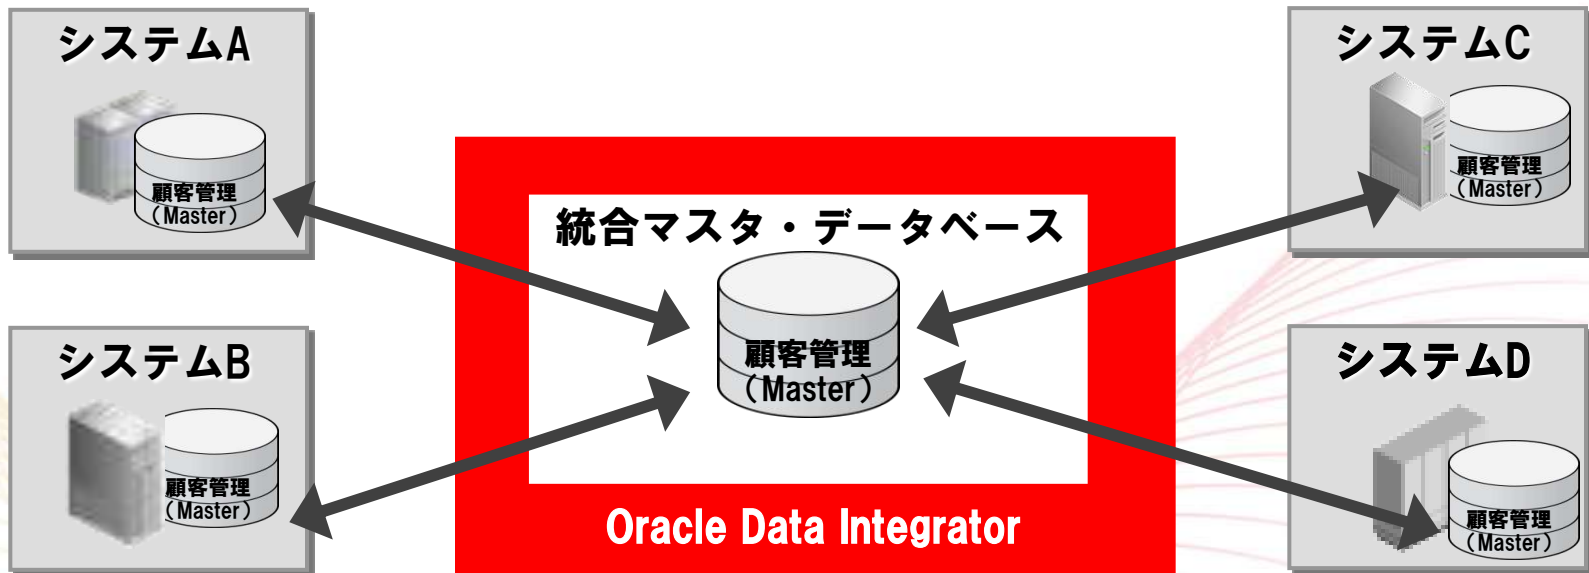 システムA
顧客管理
（Master）
システムB
顧客管理
（Master）
統合マスタ・データベース
顧客管理
（Master）
Oracle Data Integrator
システムC
顧客管理
（Master）
システムD
顧客管理
（Master）